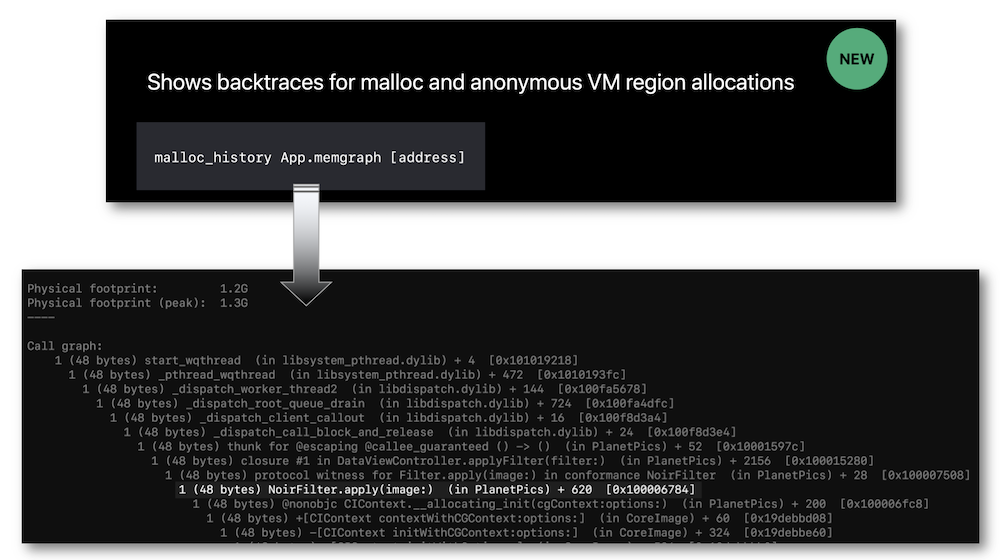 NEW
Shows backtraces for malloc and anonymous VM region allocations
malloc_history App.memgraph [address]
Physical footprint: 1.2G
Physical footprint (peak): 1.3G
----
Call graph:
1 (48 bytes) start_wqthread (in libsystem_pthread.dylib) + 4 [0x101019218]
1 (48 bytes) _pthread_wqthread (in libsystem_pthread.dylib) + 472 [0x1010193fc]
1 (48 bytes) _dispatch_worker_thread2 (in libdispatch.dylib) + 144 [0x100fa5678]
1 (48 bytes) _dispatch_root_queue_drain (in libdispatch.dylib) + 724 [0x100fa4dfc]
1 (48 bytes) _dispatch_client_callout (in libdispatch.dylib) + 16 [0x100f8d3a4]
1 (48 bytes) _dispatch_call_block_and_release (in libdispatch.dylib) + 24 [0x100f8d3e4]
1 (48 bytes) thunk for @escaping @callee_guaranteed () -> () (in PlanetPics) + 52 [0x10001597c]
1 (48 bytes) closure #1 in DataViewController.applyFilter(filter:) (in PlanetPics) + 2156 [0x100015280]
1 (48 bytes) protocol witness for Filter.apply(image:) in conformance NoirFilter (in PlanetPics) + 28 [0x100007508]
1 (48 bytes) NoirFilter.apply(image:) (in PlanetPics) + 620 [0x100006784]
1 (48 bytes) @nonobjc CIContext.__allocating_init(cgContext:options:) (in PlanetPics) + 200 [0x100006fc8]
1 (48 bytes) +[CIContext contextWithCGContext:options:] (in CoreImage) + 60 [0x19debbd08]
1 (48 bytes) -[CIContext initWithCGContext:options:] (in CoreImage) + 324 [0x19debbe60]